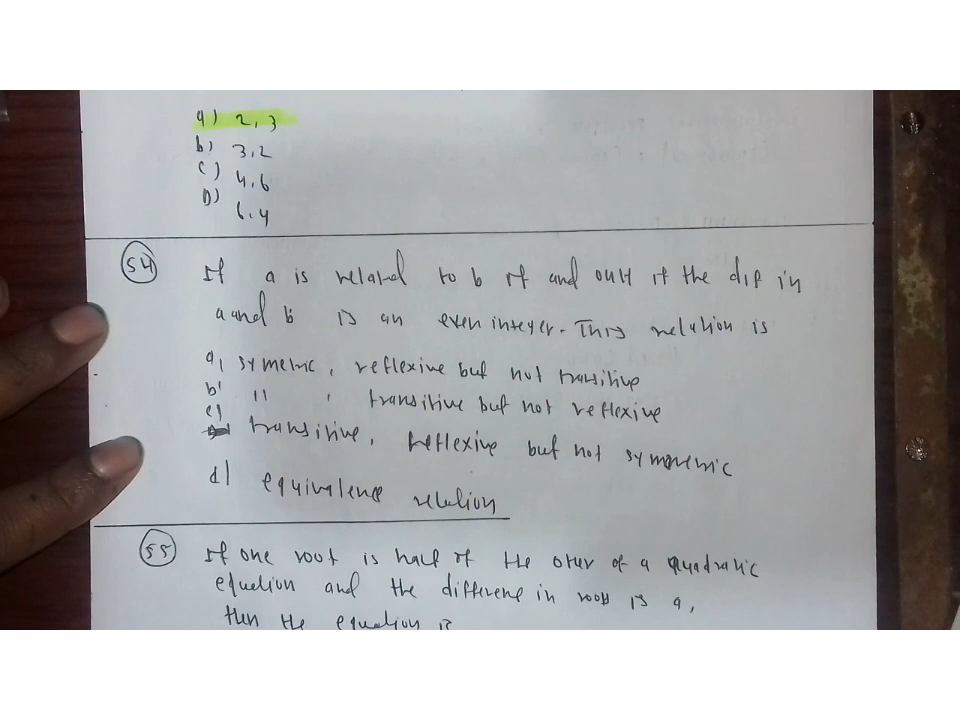 a) 2, 3
b) 3, 2
c) 4, 6
D) 6, 4
54 If a is related to b if and only if the dif in
a and b is an even integer. This relation is
a) symetric, reflexive but not transitive
b) 11 , transitive but not reflexive
c) transitive, reflexive but not symmetric
d) equivalence relation
55 If one root is half of the other of a quadratic
equation and the difference in roots is a,
then the equation is